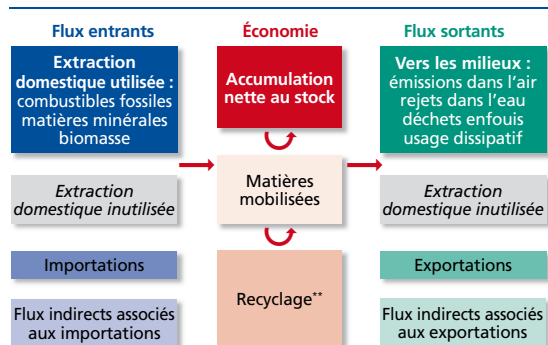 Flux entrants
Économie
Flux sortants
Extraction
domestique utilisée :
combustibles fossiles
matières minérales
biomasse
Accumulation
nette au stock
Vers les milieux :
émissions dans l'air
rejets dans l'eau
déchets enfouis
usage dissipatif
Extraction
domestique inutilisée
Matières
mobilisées
Extraction
domestique inutilisée
Importations
Recyclage**
Exportations
Flux indirects associés
aux importations
Flux indirects associés
aux exportations